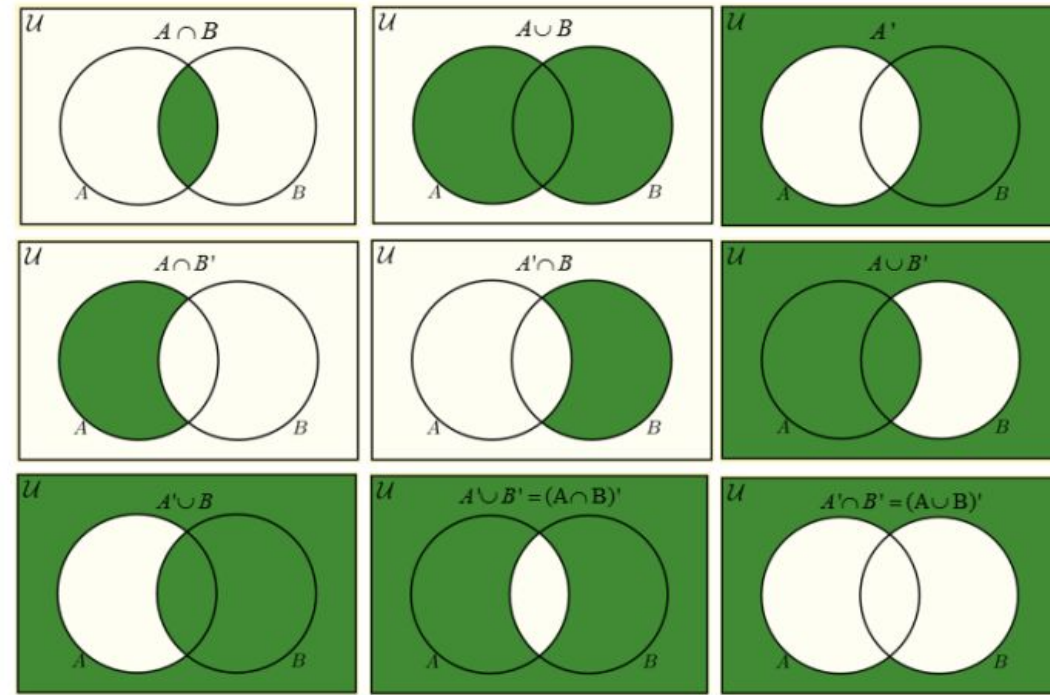 𝒰
A ∩ B
A
B
𝒰
A ∪ B
A
B
𝒰
A'
A
B
𝒰
A ∩ B'
A
B
𝒰
A' ∩ B
A
B
𝒰
A ∪ B'
A
B
𝒰
A' ∪ B
A
B
𝒰
A' ∪ B' = (A ∩ B)'
A
B
𝒰
A' ∩ B' = (A ∪ B)'
A
B